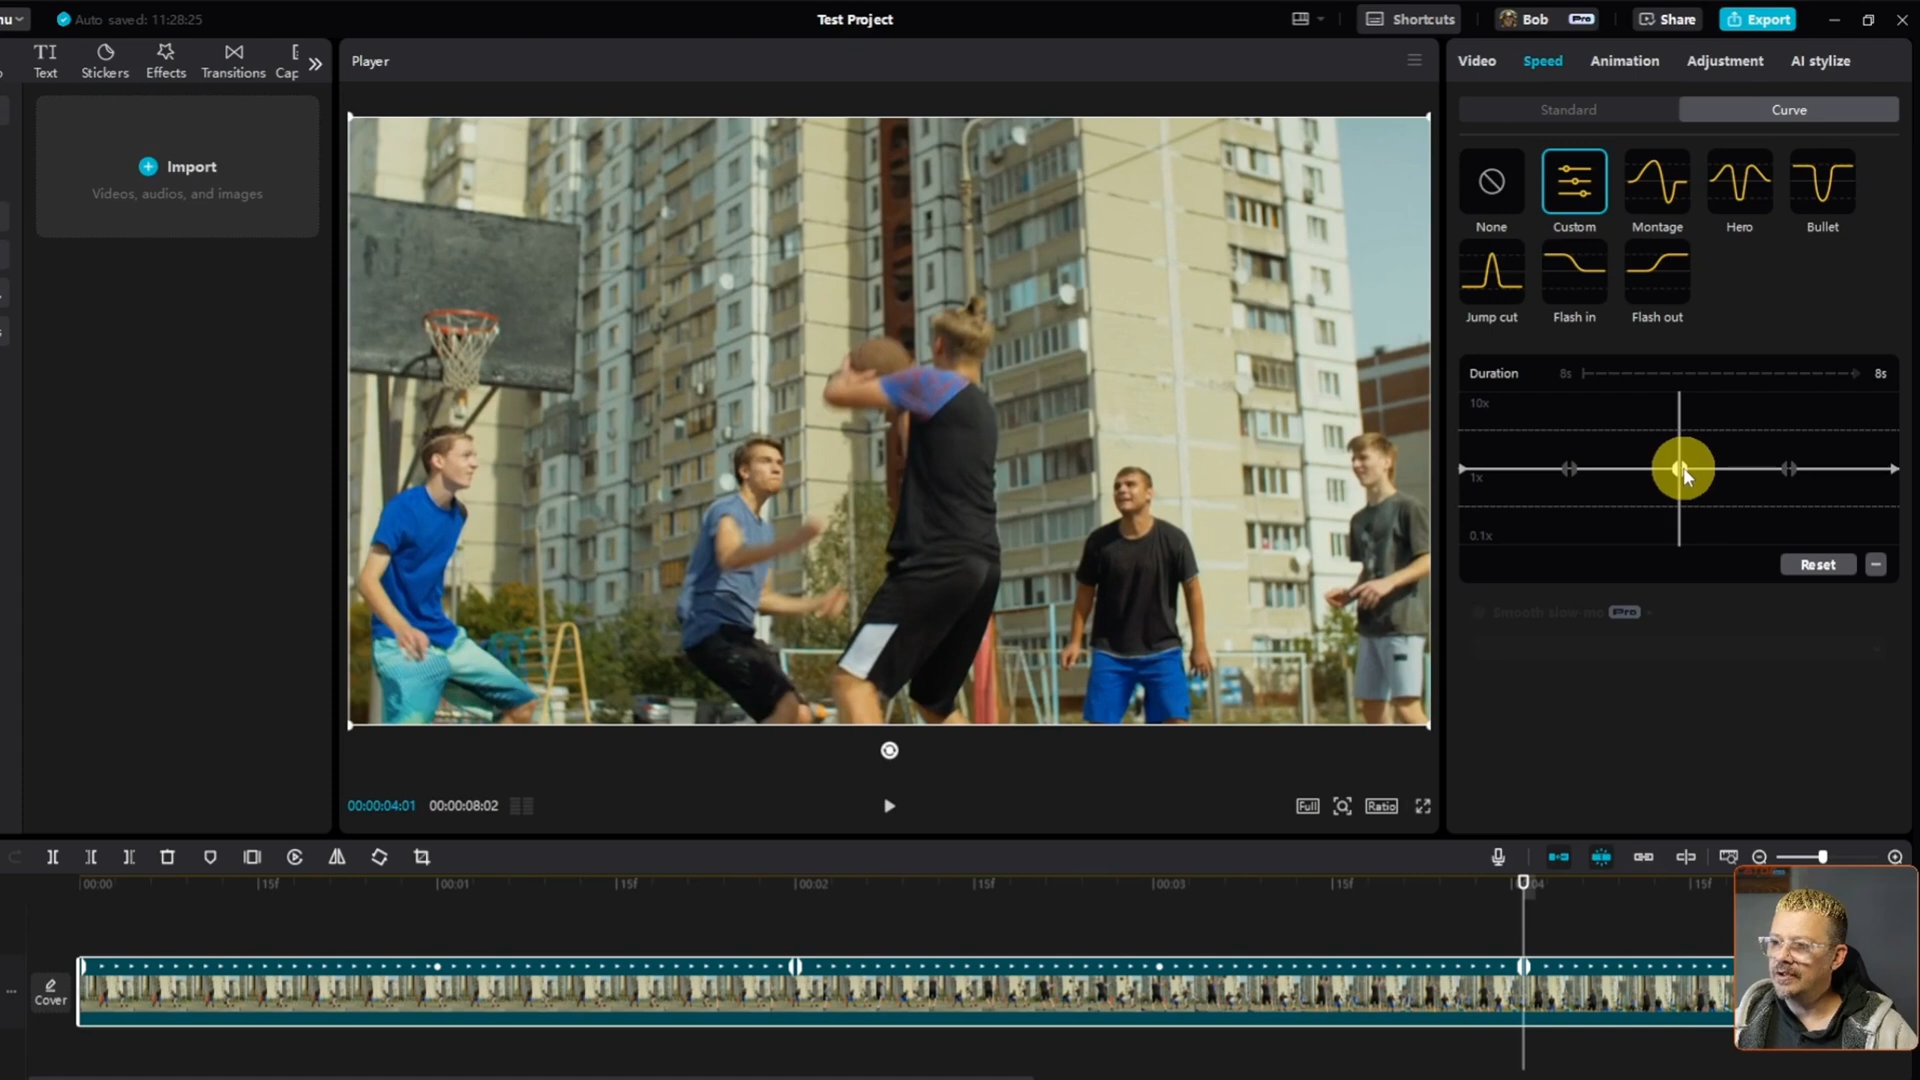 nu
Auto saved: 11:28:25
Test Project
Shortcuts
Bob
Pro
Share
Export
TI
Text
Stickers
Effects
Transitions
Cap
Import
Videos, audios, and images
Player
00:00:04:01
00:00:08:02
Full
Ratio
Video
Speed
Animation
Adjustment
AI stylize
Standard
Curve
None
Custom
Montage
Hero
Bullet
Jump cut
Flash in
Flash out
Duration
8s
8s
10x
1x
0.1x
Reset
Smooth slow-mo
Pro
00:00
15f
00:01
15f
00:02
15f
00:03
15f
04
15f
Cover